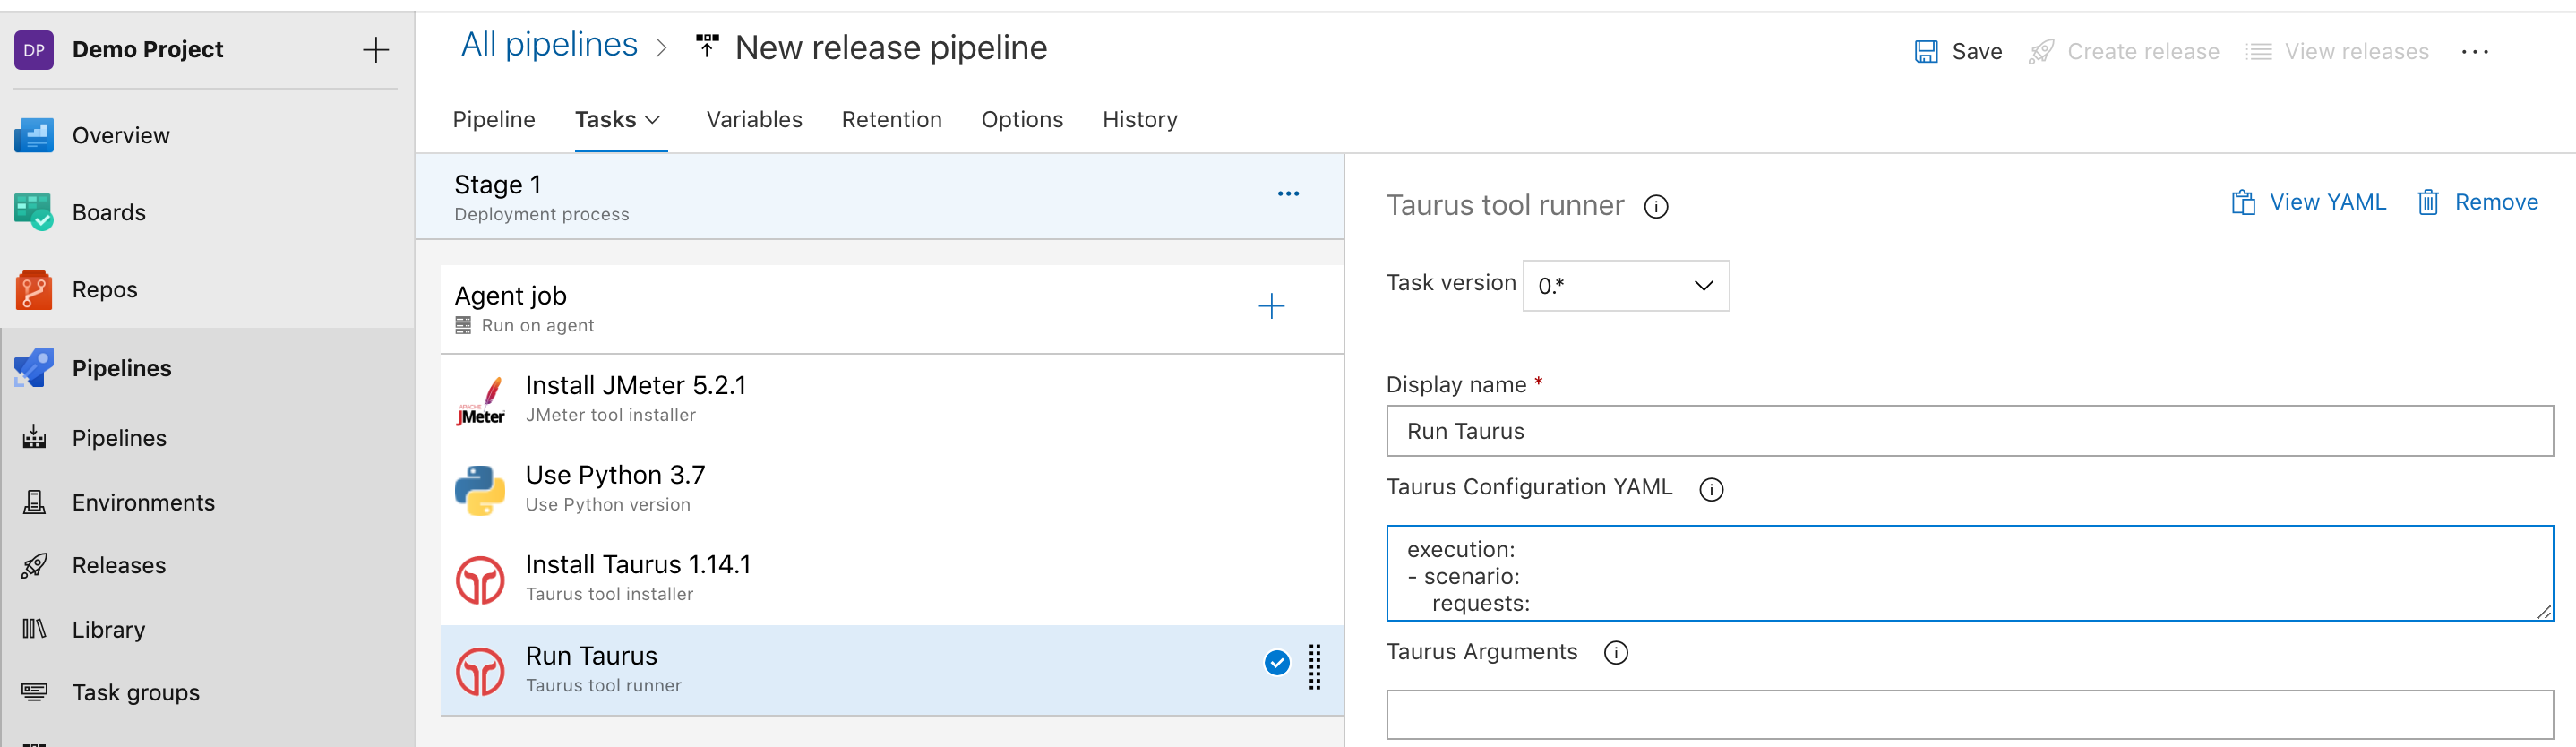 DP Demo Project
Overview
Boards
Repos
Pipelines
Pipelines
Environments
Releases
Library
Task groups
All pipelines > New release pipeline
Save Create release View releases ...
Pipeline Tasks Variables Retention Options History
Stage 1
Deployment process
...
Agent job
Run on agent
APACHE
JMeter
Install JMeter 5.2.1
JMeter tool installer
Use Python 3.7
Use Python version
Install Taurus 1.14.1
Taurus tool installer
Run Taurus
Taurus tool runner
Taurus tool runner
View YAML Remove
Task version 0.*
Display name *
Run Taurus
Taurus Configuration YAML
execution:
- scenario:
requests:
Taurus Arguments